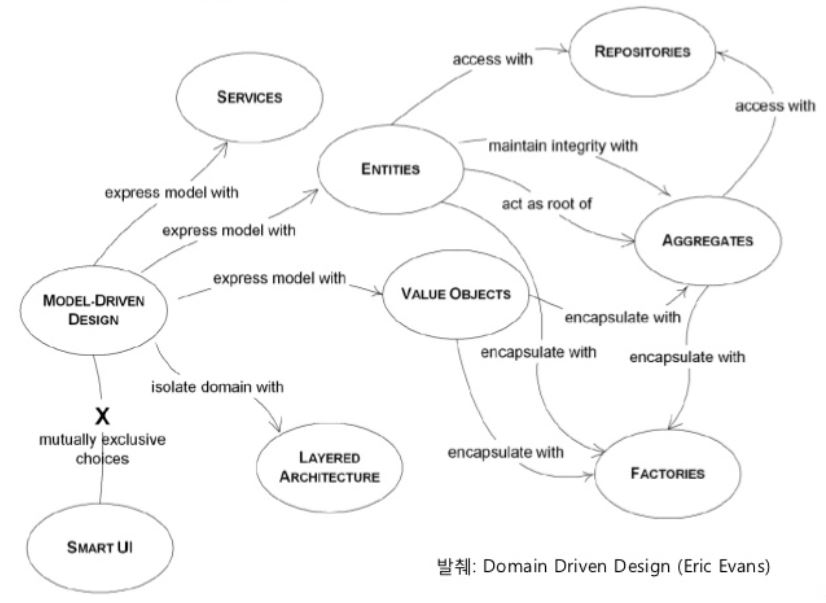 REPOSITORIES
access with
SERVICES
access with
maintain integrity with
ENTITIES
express model with
act as root of
express model with
AGGREGATES
express model with
VALUE OBJECTS
MODEL-DRIVEN
DESIGN
encapsulate with
encapsulate with
encapsulate with
isolate domain with
X
mutually exclusive
choices
encapsulate with
LAYERED
ARCHITECTURE
FACTORIES
SMART UI
발췌: Domain Driven Design (Eric Evans)